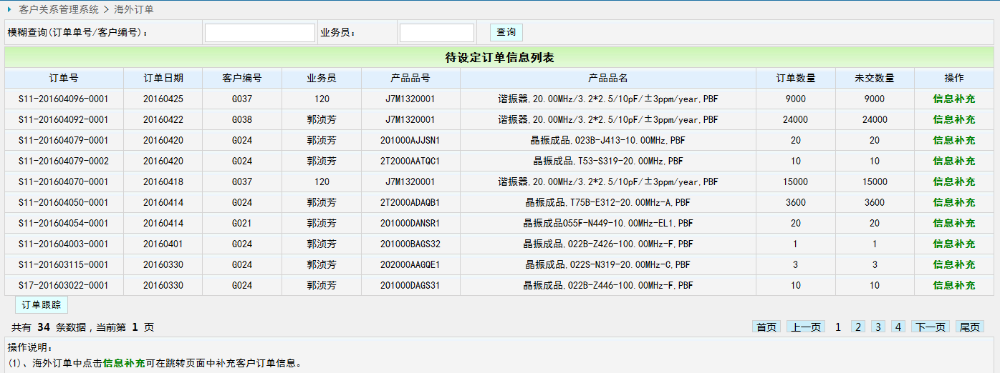 客户关系管理系统 > 海外订单
模糊查询(订单单号/客户编号): 业务员: 查询
待设定订单信息列表
订单号 订单日期 客户编号 业务员 产品品号 产品品名 订单数量 未交数量 操作
S11-201604096-0001 20160425 G037 120 J7M1320001 谐振器,20.00MHz/3.2*2.5/10pF/±3ppm/year,PBF 9000 9000 信息补充
S11-201604092-0001 20160422 G038 郭浈芳 J7M1320001 谐振器,20.00MHz/3.2*2.5/10pF/±3ppm/year,PBF 24000 24000 信息补充
S11-201604079-0001 20160420 G024 郭浈芳 201000AJJSN1 晶振成品,023B-J413-10.00MHz,PBF 20 20 信息补充
S11-201604079-0002 20160420 G024 郭浈芳 2T2000AATQC1 晶振成品,T53-S319-20.00MHz,PBF 10 10 信息补充
S11-201604070-0001 20160418 G037 120 J7M1320001 谐振器,20.00MHz/3.2*2.5/10pF/±3ppm/year,PBF 15000 15000 信息补充
S11-201604050-0001 20160414 G024 郭浈芳 2T2000ADAQB1 晶振成品,T75B-E312-20.00MHz-A,PBF 3600 3600 信息补充
S11-201604054-0001 20160414 G021 郭浈芳 201000DANSR1 晶振成品055F-N449-10.00MHz-EL1,PBF 20 20 信息补充
S11-201604003-0001 20160401 G024 郭浈芳 201000BAGS32 晶振成品,022B-Z426-100.00MHz-F,PBF 1 1 信息补充
S11-201603115-0001 20160330 G024 郭浈芳 202000AAGQE1 晶振成品,022S-N319-20.00MHz-C,PBF 3 3 信息补充
S17-201603022-0001 20160330 G024 郭浈芳 201000DAGS31 晶振成品,022B-Z446-100.00MHz-F,PBF 10 10 信息补充
订单跟踪
共有 34 条数据,当前第 1 页 首页 上一页 1 2 3 4 下一页 尾页
操作说明:
(1)、海外订单中点击信息补充可在跳转页面中补充客户订单信息。